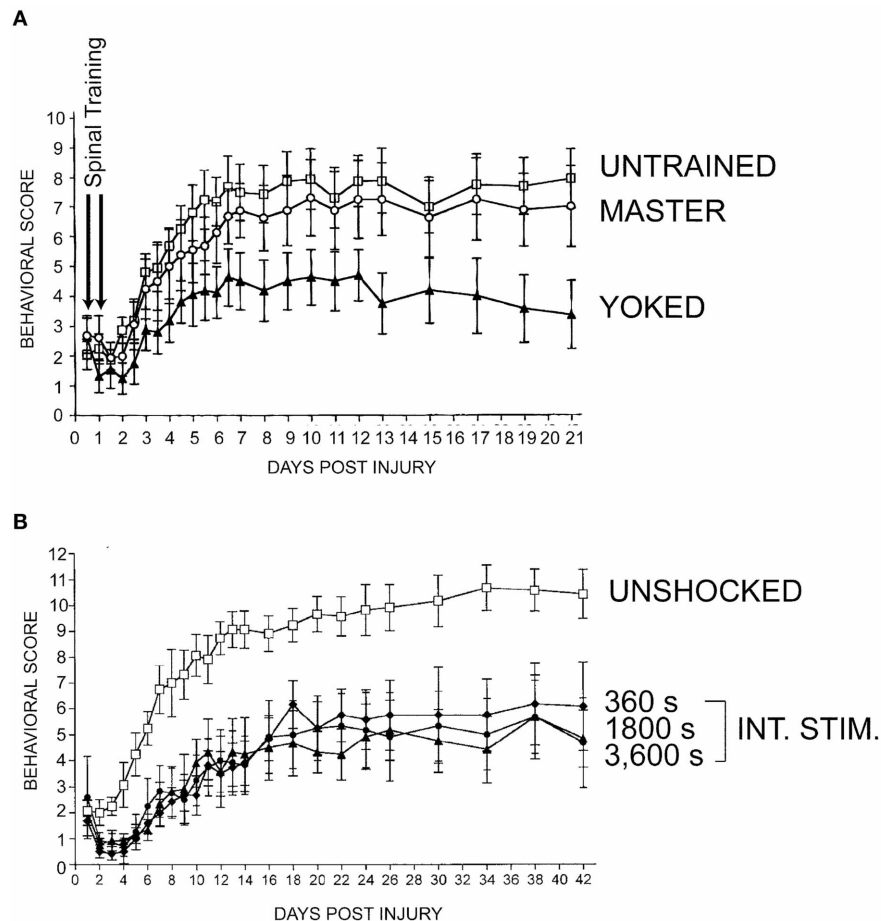 A
Spinal Training
10
9
8
7
6
5
4
3
2
1
0
BEHAVIORAL SCORE
UNTRAINED
MASTER
YOKED
0 1 2 3 4 5 6 7 8 9 10 11 12 13 14 15 16 17 18 19 20 21
DAYS POST INJURY
B
12
11
10
9
8
7
6
5
4
3
2
1
0
BEHAVIORAL SCORE
UNSHOCKED
360 s
1800 s
3,600 s
INT. STIM.
0 2 4 6 8 10 12 14 16 18 20 22 24 26 28 30 32 34 36 38 40 42
DAYS POST INJURY